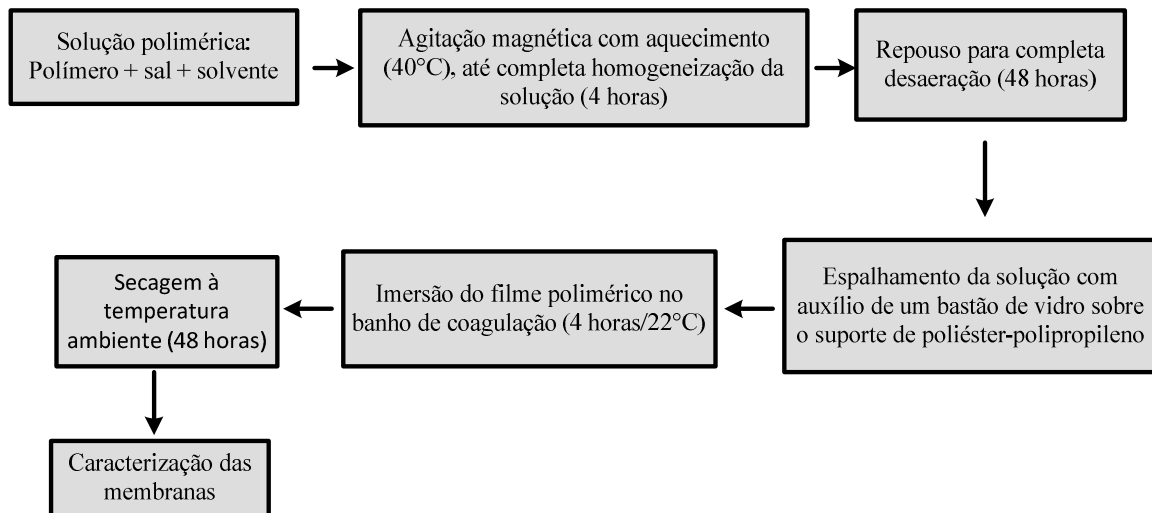 Solução polimérica:
Polímero + sal + solvente
Agitação magnética com aquecimento
(40°C), até completa homogeneização da
solução (4 horas)
Repouso para completa
desaeração (48 horas)
Espalhamento da solução com
auxílio de um bastão de vidro sobre
o suporte de poliéster-polipropileno
Imersão do filme polimérico no
banho de coagulação (4 horas/22°C)
Secagem à
temperatura
ambiente (48 horas)
Caracterização das
membranas